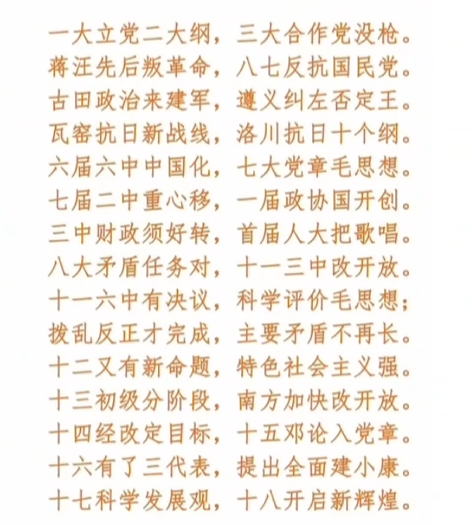 一大立党二大纲，三大合作党没枪。
蒋汪先后叛革命，八七反抗国民党。
古田政治来建军，遵义纠左否定王。
瓦窑抗日新战线，洛川抗日十个纲。
六届六中中国化，七大党章毛思想。
七届二中重心移，一届政协国开创。
三中财政须好转，首届人大把歌唱。
八大矛盾任务对，十一三中改开放。
十一六中有决议，科学评价毛思想；
拨乱反正才完成，主要矛盾不再长。
十二又有新命题，特色社会主义强。
十三初级分阶段，南方加快改开放。
十四经改定目标，十五邓论入党章。
十六有了三代表，提出全面建小康。
十七科学发展观，十八开启新辉煌。